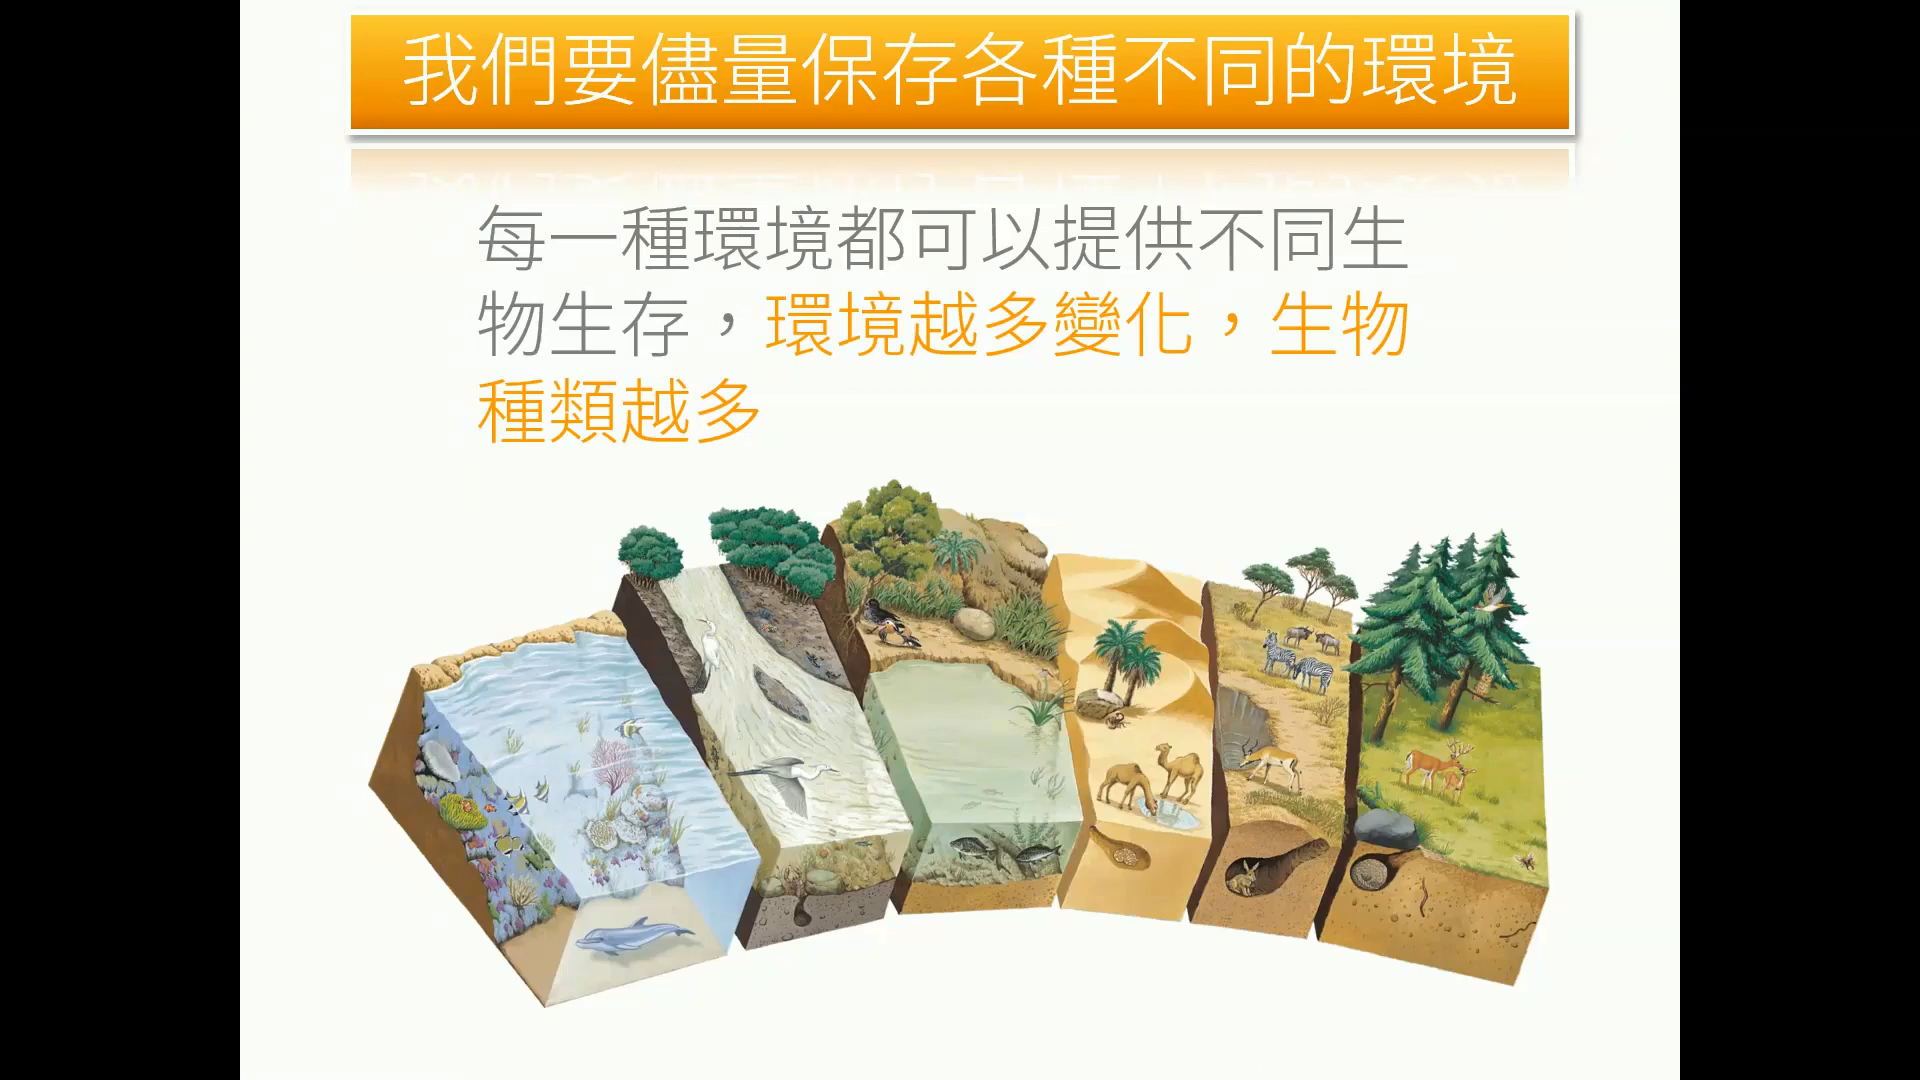 我們要儘量保存各種不同的環境
每一種環境都可以提供不同生
物生存，環境越多變化，生物
種類越多